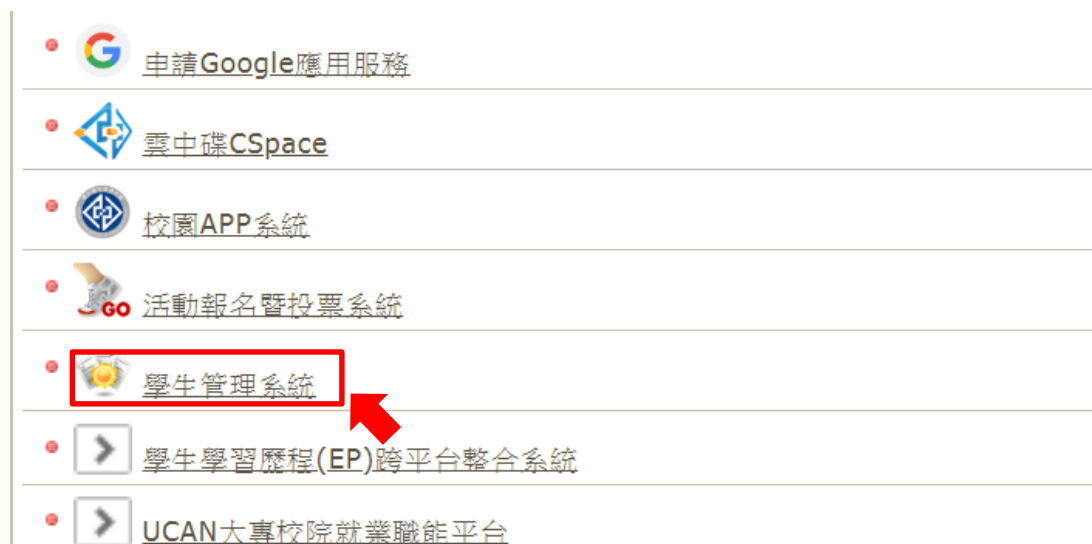 申請Google應用服務
雲中碟CSpace
校園APP系統
GO
活動報名暨投票系統
學生管理系統
學生學習歷程(EP)跨平台整合系統
UCAN大專校院就業職能平台